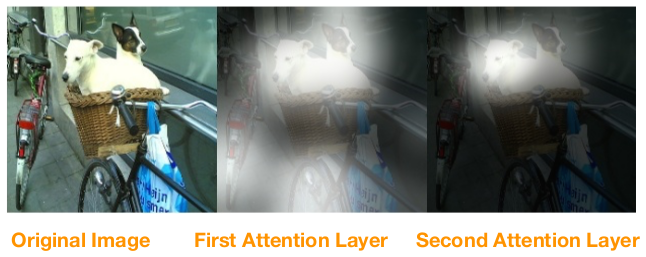 Original Image
First Attention Layer
Second Attention Layer